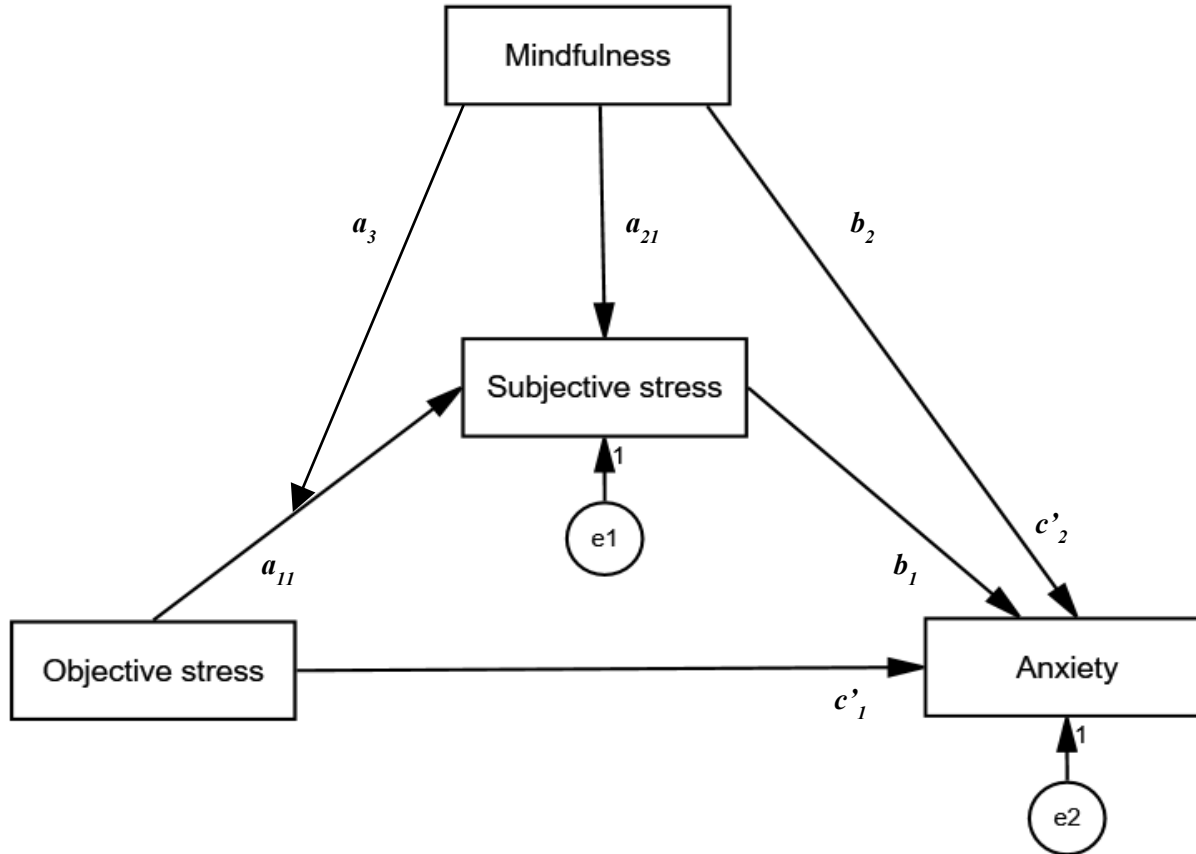 Mindfulness
a₃
a₂₁
b₂
Subjective stress
1
e1
c’₂
a₁₁
b₁
Objective stress
Anxiety
c’₁
1
e2